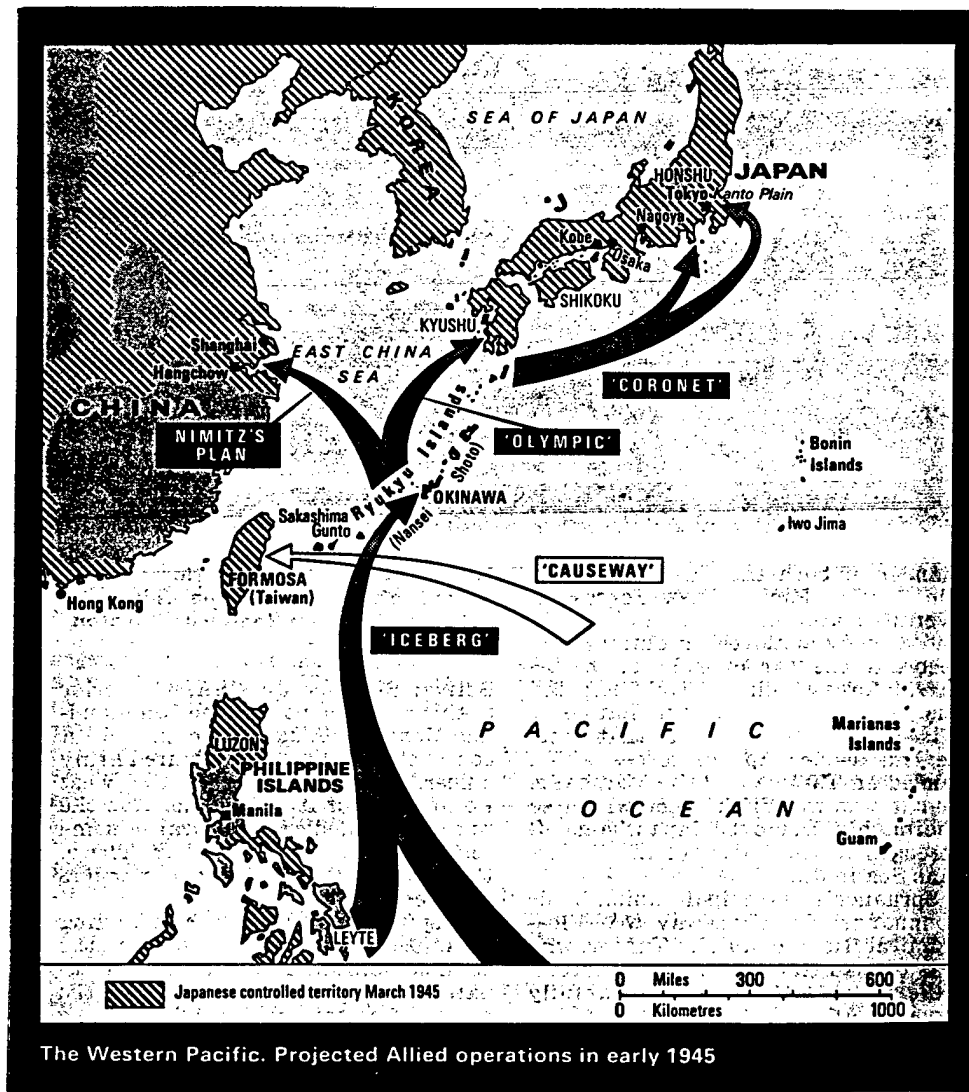 SEA OF JAPAN
KOREA
JAPAN
HONSHU
Tokyo
Kanto Plain
Nagoya
Kobe
Osaka
SHIKOKU
KYUSHU
Shanghai
Hangchow
EAST CHINA
SEA
CHINA
NIMITZ'S
PLAN
'CORONET'
'OLYMPIC'
Bonin
Islands
Ryukyu Islands
(Nansei Shoto)
OKINAWA
Iwo Jima
Sakashima
Gunto
'CAUSEWAY'
FORMOSA
(Taiwan)
Hong Kong
'ICEBERG'
PACIFIC
OCEAN
Marianas
Islands
LUZON
PHILIPPINE
ISLANDS
Manila
Guam
LEYTE
Japanese controlled territory March 1945
0 Miles 300 600
0 Kilometres 1000
The Western Pacific. Projected Allied operations in early 1945